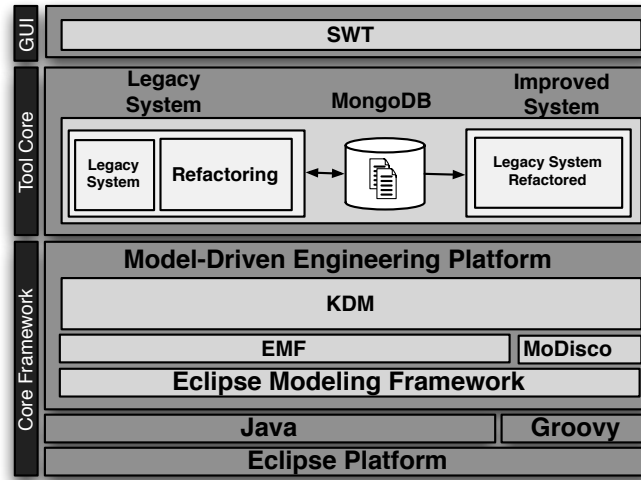 GUI
SWT
Tool Core
Legacy
System
MongoDB
Improved
System
Legacy
System
Refactoring
Legacy System
Refactored
Core Framework
Model-Driven Engineering Platform
KDM
EMF
MoDisco
Eclipse Modeling Framework
Java
Groovy
Eclipse Platform